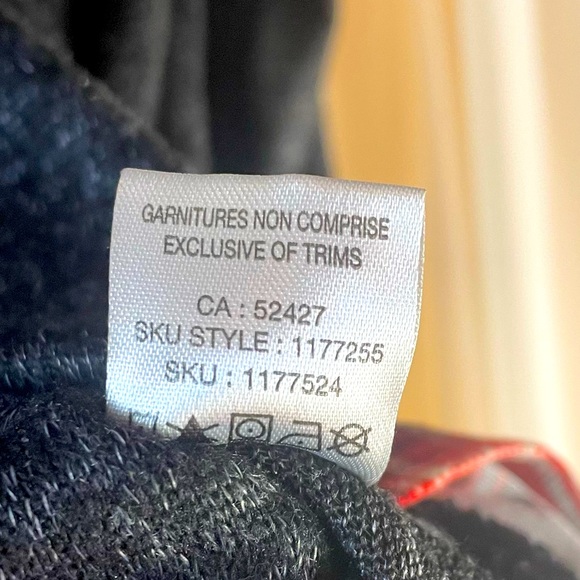 GARNITURES NON COMPRISE
EXCLUSIVE OF TRIMS
CA : 52427
SKU STYLE : 1177255
SKU : 1177524